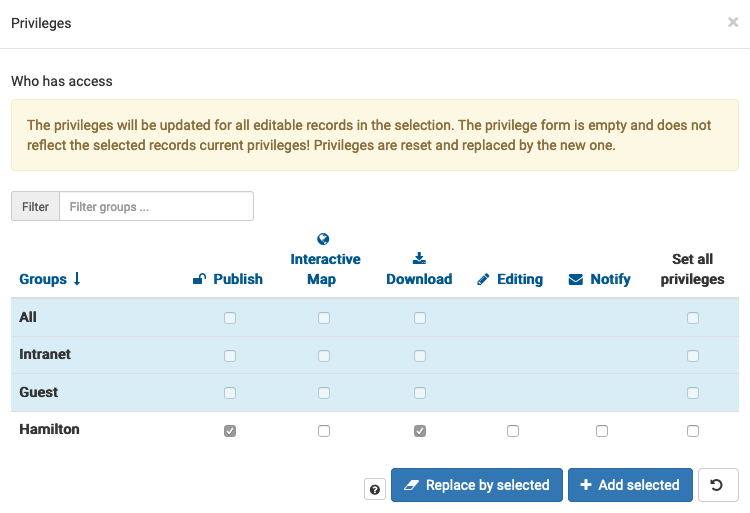 Privileges
×
Who has access
The privileges will be updated for all editable records in the selection. The privilege form is empty and does not
reflect the selected records current privileges! Privileges are reset and replaced by the new one.
Filter
Filter groups ...
Groups Publish Interactive Map Download Editing Notify Set all privileges
All
Intranet
Guest
Hamilton
? Replace by selected Add selected